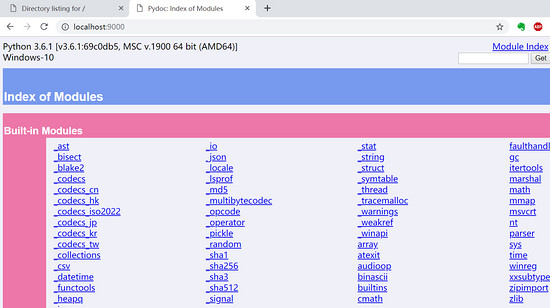 Directory listing for /
Pydoc: Index of Modules
localhost:9000
Python 3.6.1 [v3.6.1:69c0db5, MSC v.1900 64 bit (AMD64)]
Windows-10
Module Index
Get
Index of Modules
Built-in Modules
_ast _io _stat faulthandl
_bisect _json _string gc
_blake2 _locale _struct itertools
_codecs _lsprof _symtable marshal
_codecs_cn _md5 _thread math
_codecs_hk _multibytecodec _tracemalloc mmap
_codecs_iso2022 _opcode _warnings msvcrt
_codecs_jp _operator _weakref nt
_codecs_kr _pickle _winapi parser
_codecs_tw _random array sys
_collections _sha1 atexit time
_csv _sha256 audioop winreg
_datetime _sha3 binascii xxsubtype
_functools _sha512 builtins zipimport
_heapq _signal cmath zlib